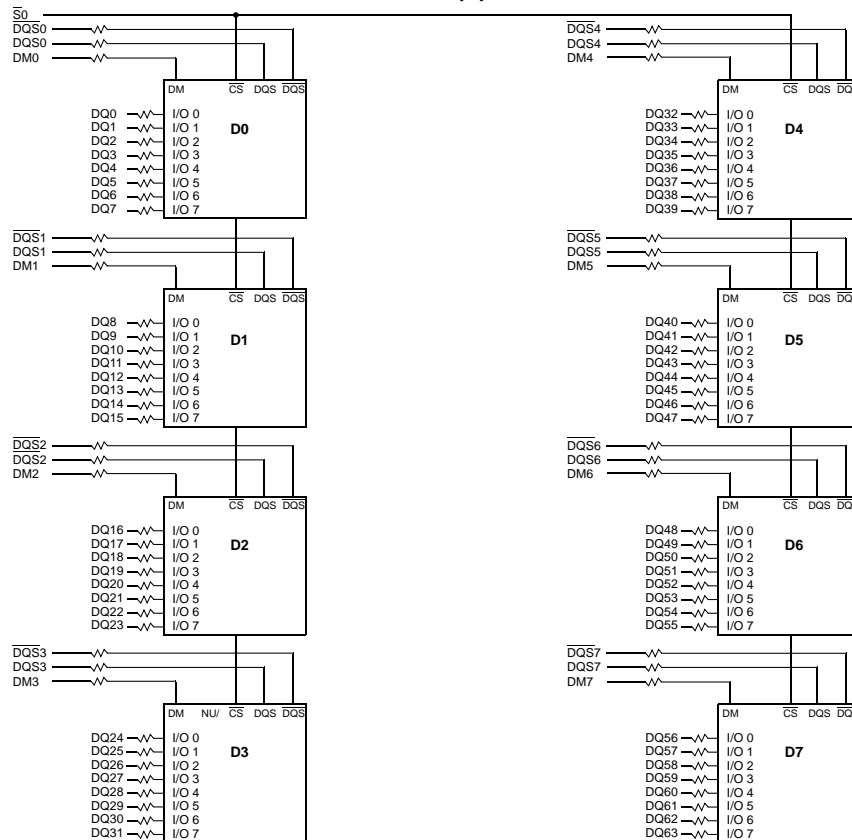 S0
DQS0
DQS0
DM0
DM CS DQS DQS
DQ0 I/O 0
DQ1 I/O 1
D0
DQ2 I/O 2
DQ3 I/O 3
DQ4 I/O 4
DQ5 I/O 5
DQ6 I/O 6
DQ7 I/O 7
DQS1
DQS1
DM1
DM CS DQS DQS
DQ8 I/O 0
DQ9 I/O 1
D1
DQ10 I/O 2
DQ11 I/O 3
DQ12 I/O 4
DQ13 I/O 5
DQ14 I/O 6
DQ15 I/O 7
DQS2
DQS2
DM2
DM CS DQS DQS
DQ16 I/O 0
DQ17 I/O 1
D2
DQ18 I/O 2
DQ19 I/O 3
DQ20 I/O 4
DQ21 I/O 5
DQ22 I/O 6
DQ23 I/O 7
DQS3
DQS3
DM3
DM NU/ CS DQS DQS
DQ24 I/O 0
DQ25 I/O 1
D3
DQ26 I/O 2
DQ27 I/O 3
DQ28 I/O 4
DQ29 I/O 5
DQ30 I/O 6
DQ31 I/O 7
DQS4
DQS4
DM4
DM CS DQS DQ
DQ32 I/O 0
DQ33 I/O 1
D4
DQ34 I/O 2
DQ35 I/O 3
DQ36 I/O 4
DQ37 I/O 5
DQ38 I/O 6
DQ39 I/O 7
DQS5
DQS5
DM5
DM CS DQS DQ
DQ40 I/O 0
DQ41 I/O 1
D5
DQ42 I/O 2
DQ43 I/O 3
DQ44 I/O 4
DQ45 I/O 5
DQ46 I/O 6
DQ47 I/O 7
DQS6
DQS6
DM6
DM CS DQS DQ
DQ48 I/O 0
DQ49 I/O 1
D6
DQ50 I/O 2
DQ51 I/O 3
DQ52 I/O 4
DQ53 I/O 5
DQ54 I/O 6
DQ55 I/O 7
DQS7
DQS7
DM7
DM CS DQS DQ
DQ56 I/O 0
DQ57 I/O 1
D7
DQ58 I/O 2
DQ59 I/O 3
DQ60 I/O 4
DQ61 I/O 5
DQ62 I/O 6
DQ63 I/O 7